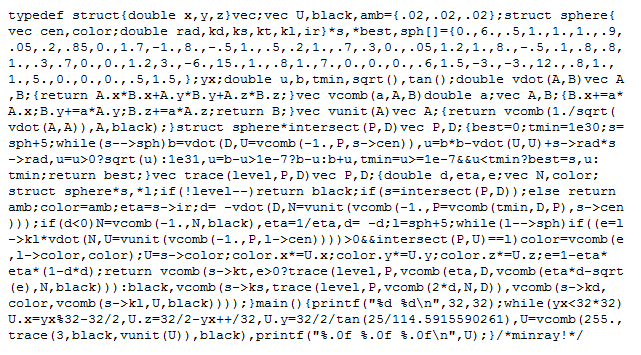 typedef struct{double x,y,z}vec;vec U,black,amb={.02,.02,.02};struct sphere{
vec cen,color;double rad,kd,ks,kt,kl,ir}*s,*best,sph[]={0.,6.,.5,1.,1.,1.,.9,
.05,.2,.85,0.,1.7,-1.,8.,-.5,1.,.5,.2,1.,.7,.3,0.,.05,1.2,1.,8.,-.5,.1,.8,.8,
1.,.3,.7,0.,0.,1.2,3.,-6.,15.,1.,.8,1.,7.,0.,0.,0.,.6,1.5,-3.,-3.,12.,.8,1.,
1.,5.,0.,0.,0.,.5,1.5,};yx;double u,b,tmin,sqrt(),tan();double vdot(A,B)vec A
,B;{return A.x*B.x+A.y*B.y+A.z*B.z;}vec vcomb(a,A,B)double a;vec A,B;{B.x+=a*
A.x;B.y+=a*A.y;B.z+=a*A.z;return B;}vec vunit(A)vec A;{return vcomb(1./sqrt(
vdot(A,A)),A,black);}struct sphere*intersect(P,D)vec P,D;{best=0;tmin=1e30;s=
sph+5;while(s-->sph)b=vdot(D,U=vcomb(-1.,P,s->cen)),u=b*b-vdot(U,U)+s->rad*s
->rad,u=u>0?sqrt(u):1e31,u=b-u>1e-7?b-u:b+u,tmin=u>=1e-7&&u<tmin?best=s,u:
tmin;return best;}vec trace(level,P,D)vec P,D;{double d,eta,e;vec N,color;
struct sphere*s,*l;if(!level--)return black;if(s=intersect(P,D));else return
amb;color=amb;eta=s->ir;d= -vdot(D,N=vunit(vcomb(-1.,P=vcomb(tmin,D,P),s->cen
)));if(d<0)N=vcomb(-1.,N,black),eta=1/eta,d= -d;l=sph+5;while(l-->sph)if((e=l
->kl*vdot(N,U=vunit(vcomb(-1.,P,l->cen))))>0&&intersect(P,U)==l)color=vcomb(e
,l->color,color);U=s->color;color.x*=U.x;color.y*=U.y;color.z*=U.z;e=1-eta*
eta*(1-d*d);return vcomb(s->kt,e>0?trace(level,P,vcomb(eta,D,vcomb(eta*d-sqrt
(e),N,black))):black,vcomb(s->ks,trace(level,P,vcomb(2*d,N,D)),vcomb(s->kd,
color,vcomb(s->kl,U,black))));}main(){printf("%d %d\n",32,32);while(yx<32*32)
U.x=yx%32-32/2,U.z=32/2-yx++/32,U.y=32/2/tan(25/114.5915590261),U=vcomb(255.,
trace(3,black,vunit(U)),black),printf("%.0f %.0f %.0f\n",U);}/*minray!*/